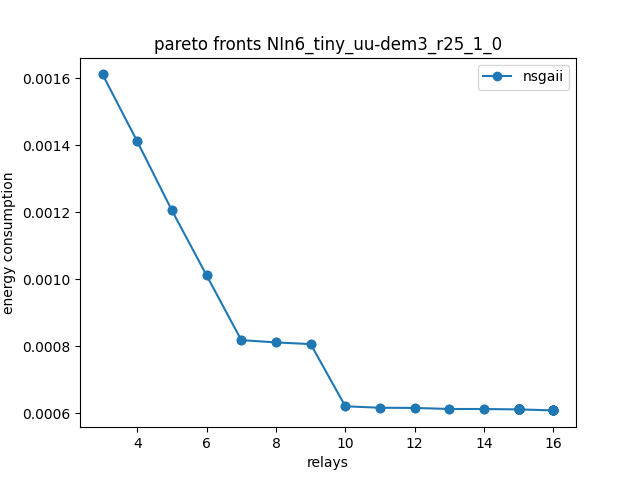 pareto fronts NIn6_tiny_uu-dem3_r25_1_0
nsgaii
0.0016
0.0014
0.0012
0.0010
0.0008
0.0006
energy consumption
4 6 8 10 12 14 16
relays